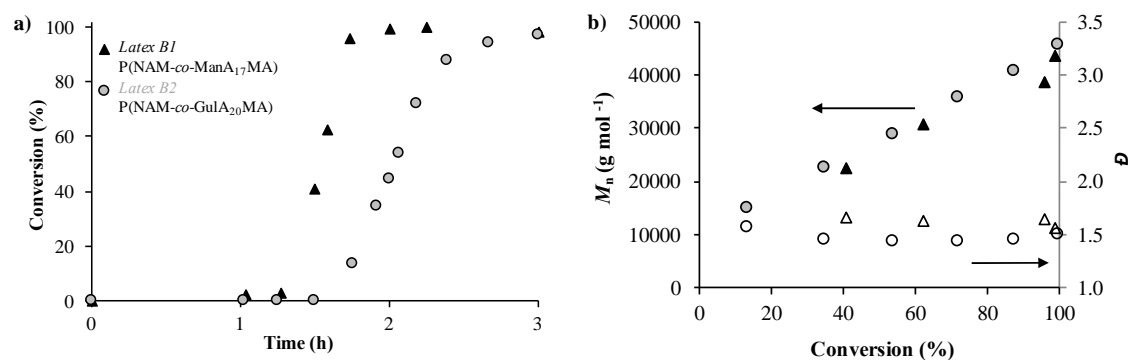 a)
100
80
60
40
20
0
Conversion (%)
Latex B1
P(NAM-co-ManA₁₇MA)
Latex B2
P(NAM-co-GulA₂₀MA)
0
1
2
3
Time (h)
b)
50000
40000
30000
20000
10000
0
Mₙ (g mol ⁻¹)
3.5
3.0
2.5
2.0
1.5
1.0
Đ
0
20
40
60
80
100
Conversion (%)